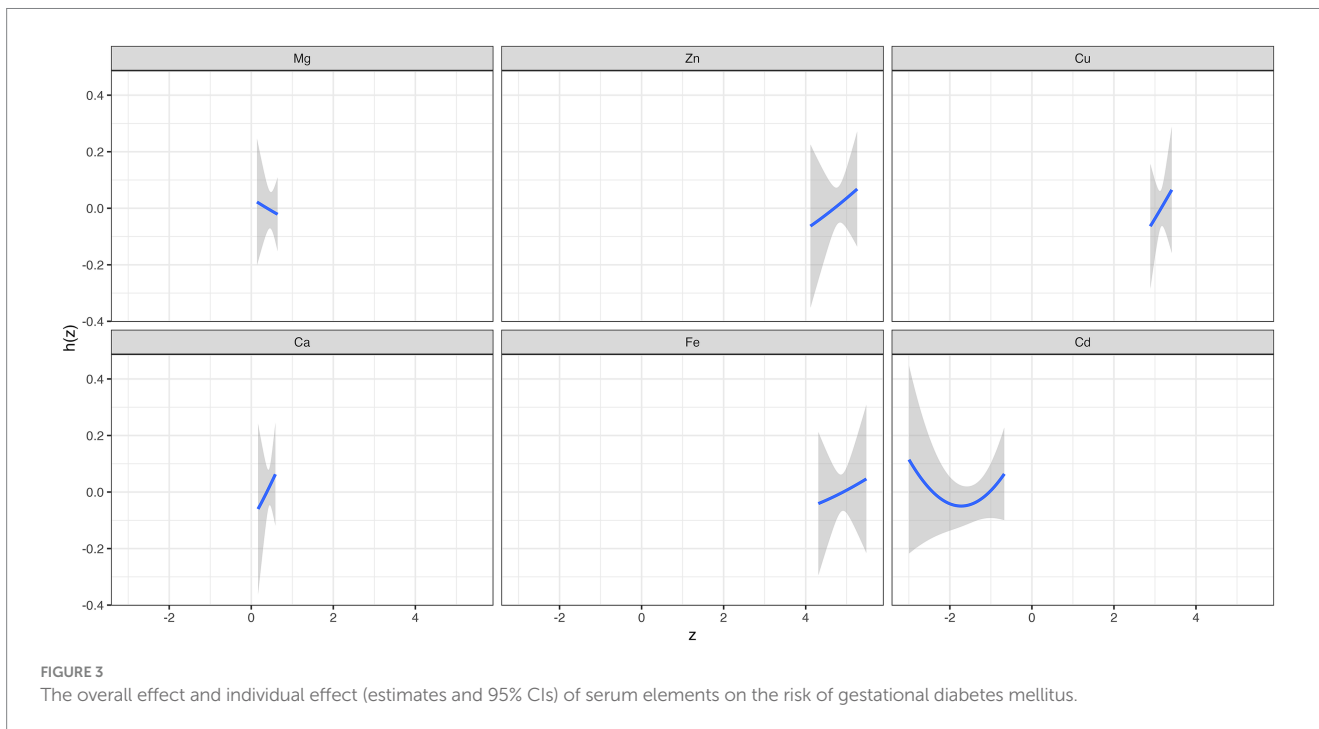 Mg Zn Cu
0.4
0.2
0.0
-0.2
-0.4
h(z)
Ca Fe Cd
0.4
0.2
0.0
-0.2
-0.4
-2 0 2 4 -2 0 2 4 -2 0 2 4
z
FIGURE 3
The overall effect and individual effect (estimates and 95% CIs) of serum elements on the risk of gestational diabetes mellitus.